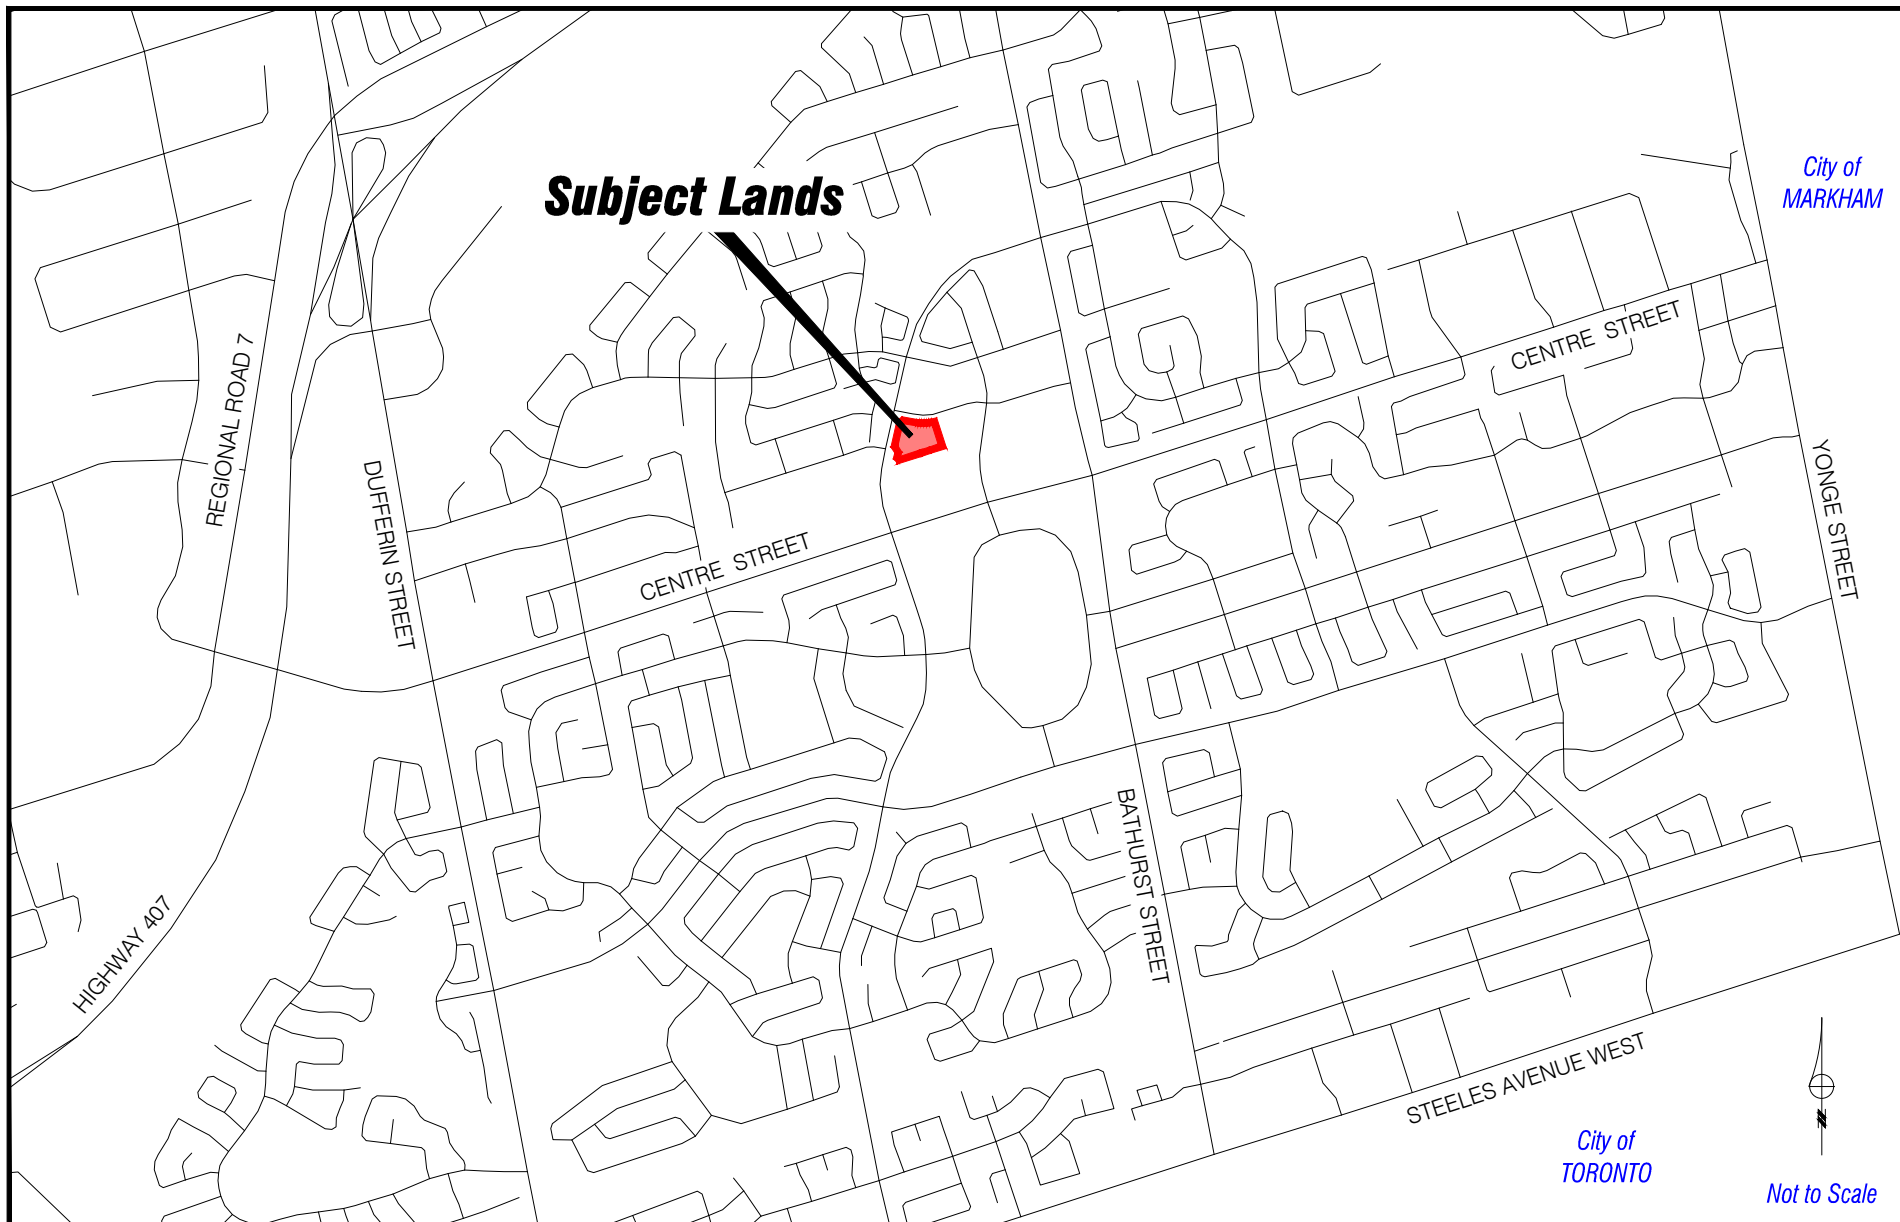 City of
MARKHAM
Subject Lands
CENTRE STREET
REGIONAL ROAD 7
DUFFERIN STREET
YONGE STREET
CENTRE STREET
BATHURST STREET
HIGHWAY 407
STEELES AVENUE WEST
N
City of
TORONTO
Not to Scale